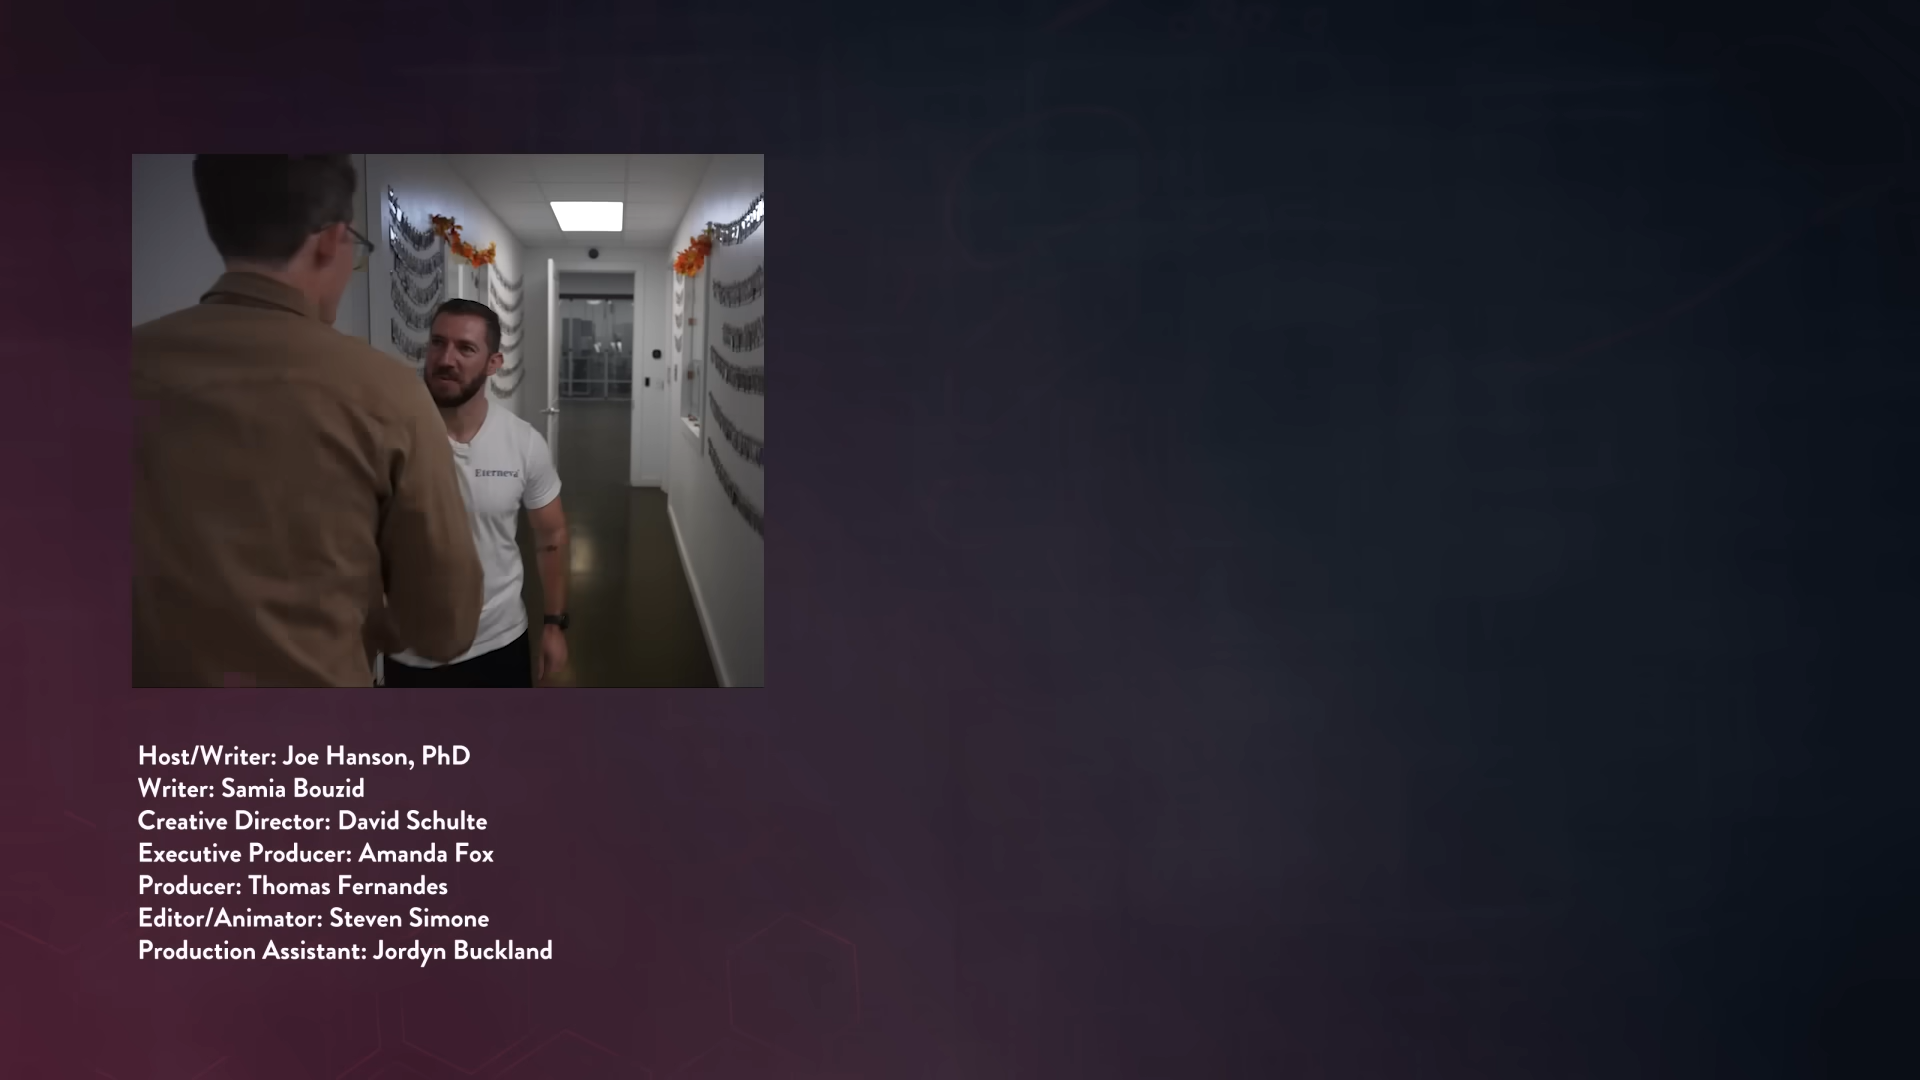 Eterneva
Host/Writer: Joe Hanson, PhD
Writer: Samia Bouzid
Creative Director: David Schulte
Executive Producer: Amanda Fox
Producer: Thomas Fernandes
Editor/Animator: Steven Simone
Production Assistant: Jordyn Buckland